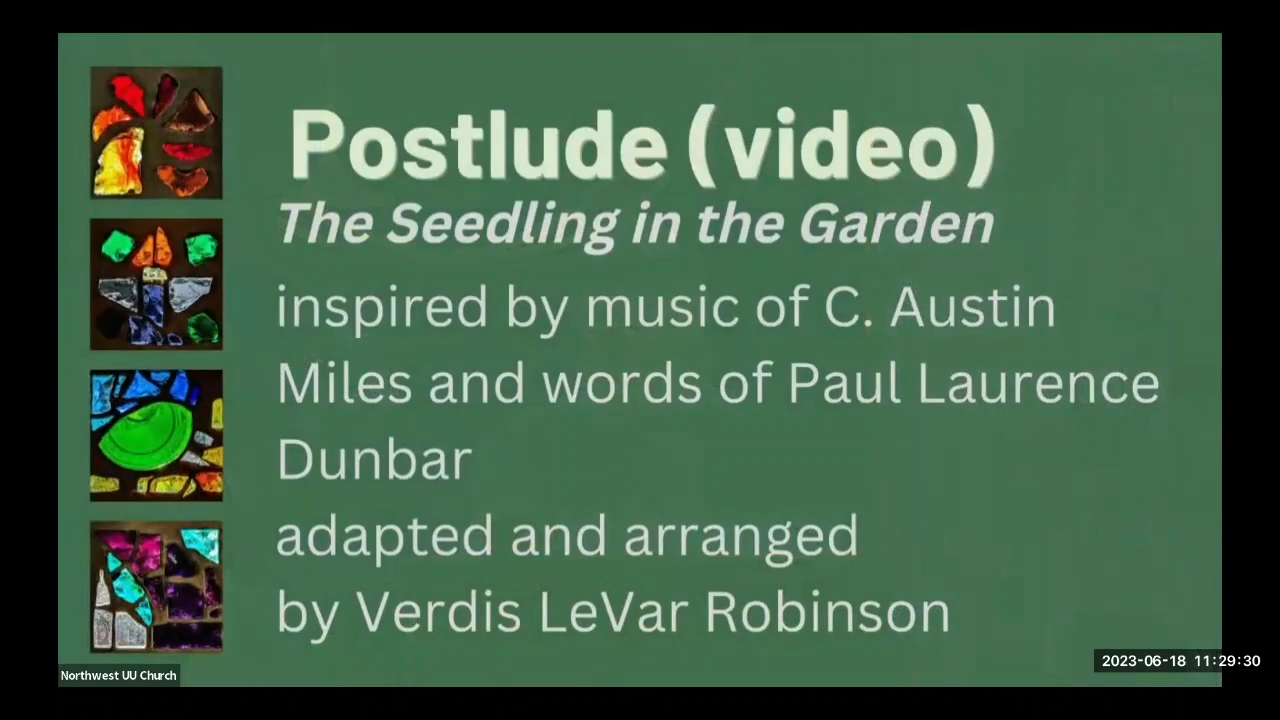 Postlude (video)
The Seedling in the Garden
inspired by music of C. Austin
Miles and words of Paul Laurence
Dunbar
adapted and arranged
by Verdis LeVar Robinson
Northwest UU Church
2023-06-18 11:29:30